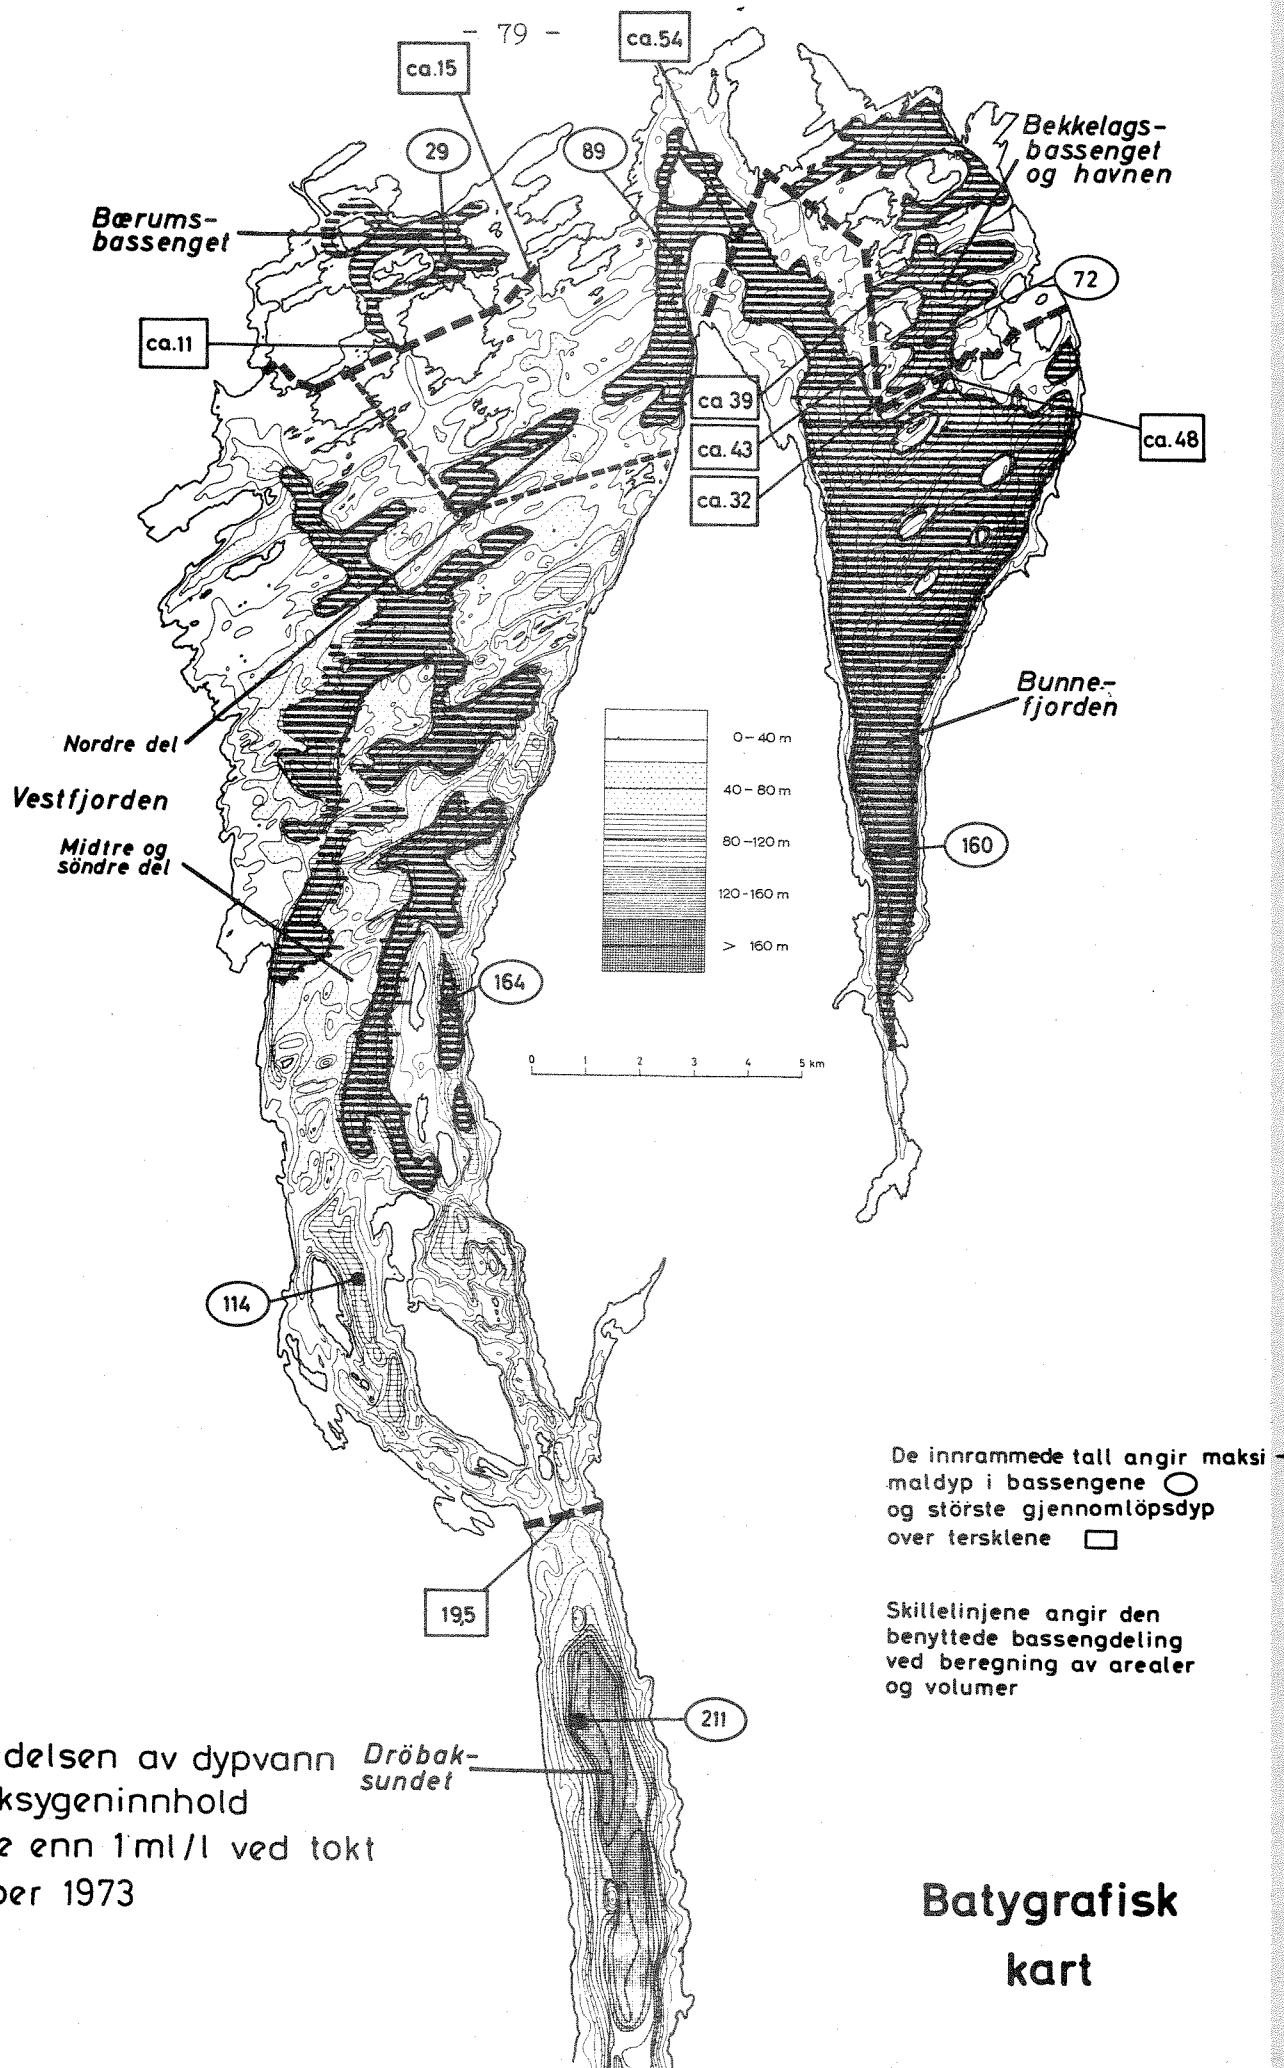 - 79 -
ca.54
ca.15
29
89
Bekkelags-
bassenget
og havnen
Bærums-
bassenget
72
ca.11
ca 39
ca.43
ca.32
ca.48
Bunne-
fjorden
Nordre del
Vestfjorden
Midtre og
söndre del
0-40 m
40-80 m
80-120 m
120-160 m
> 160 m
160
164
0 1 2 3 4 5 km
114
De innrammede tall angir maksi-
maldyp i bassengene
og störste gjennomlöpsdyp
over tersklene
19,5
Skillelinjene angir den
benyttede bassengdeling
ved beregning av arealer
og volumer
211
Dröbak-
sundet
delsen av dypvann
ksygeninnhold
e enn 1ml/l ved tokt
ber 1973
Batygrafisk
kart